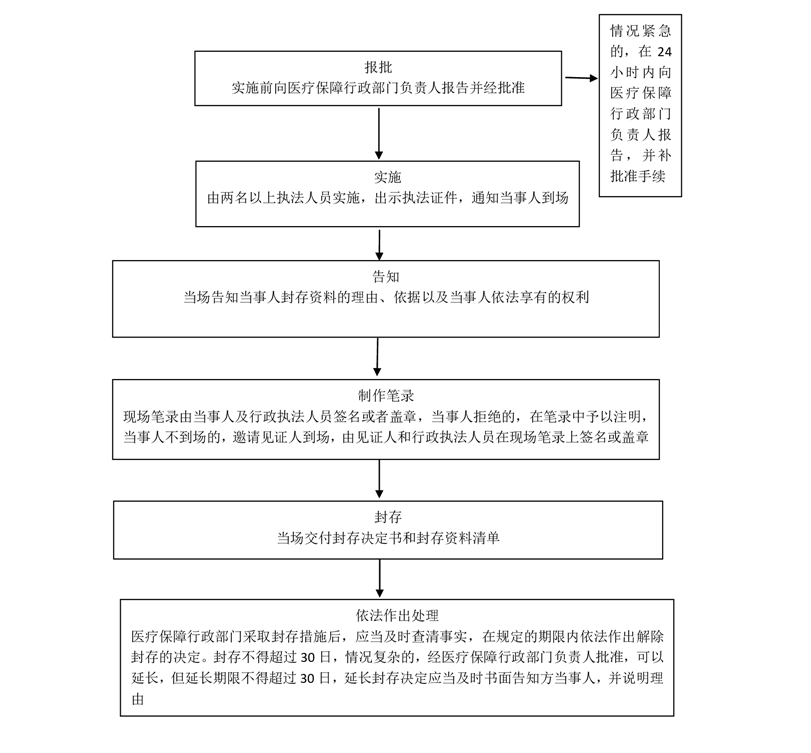 报批
实施前向医疗保障行政部门负责人报告并经批准
情况紧急
的，在 24
小时内向
医疗保障
行政部门
负责人报
告，并补
批准手续
实施
由两名以上执法人员实施，出示执法证件，通知当事人到场
告知
当场告知当事人封存资料的理由、依据以及当事人依法享有的权利
制作笔录
现场笔录由当事人及行政执法人员签名或者盖章，当事人拒绝的，在笔录中予以注明，
当事人不到场的，邀请见证人到场，由见证人和行政执法人员在现场笔录上签名或盖章
封存
当场交付封存决定书和封存资料清单
依法作出处理
医疗保障行政部门采取封存措施后，应当及时查清事实，在规定的期限内依法作出解除
封存的决定。封存不得超过 30 日，情况复杂的，经医疗保障行政部门负责人批准，可以
延长，但延长期限不得超过 30 日，延长封存决定应当及时书面告知方当事人，并说明理
由